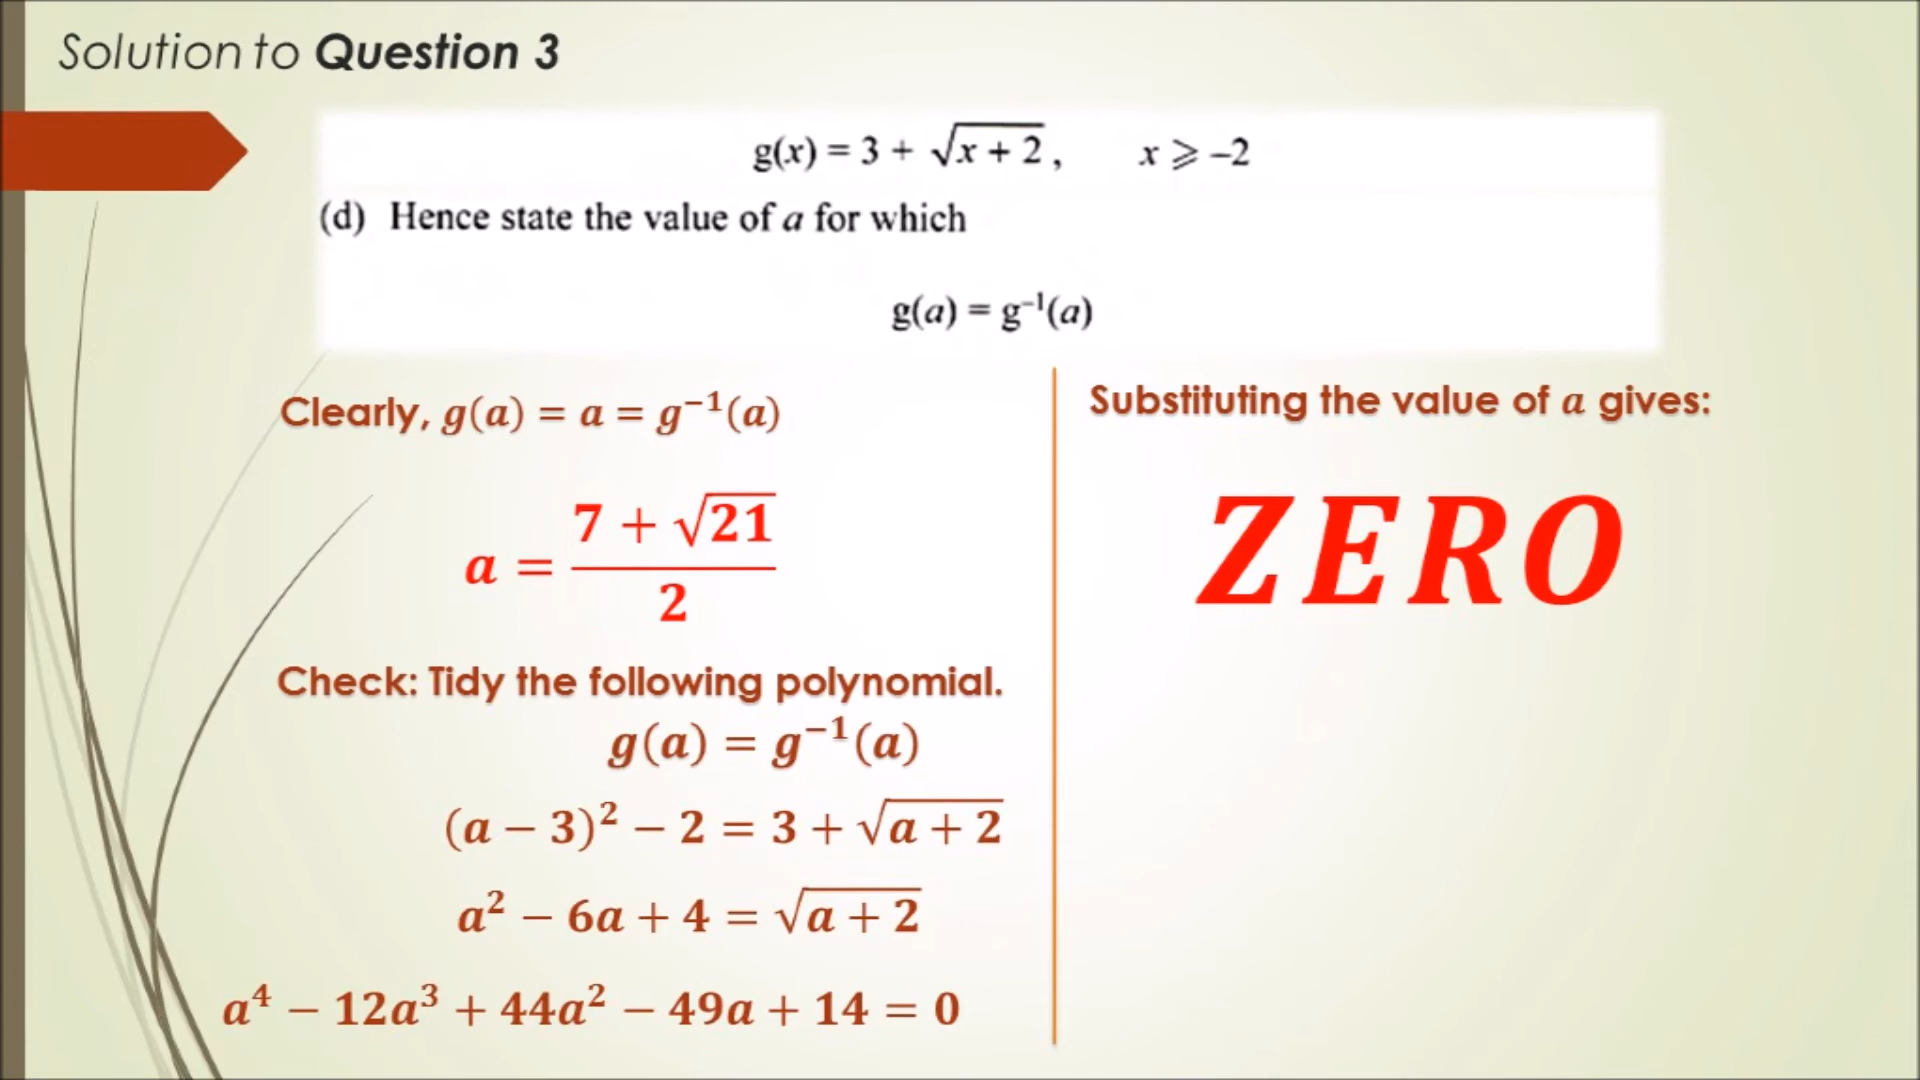 Solution to Question 3
g(x) = 3 + √(x + 2) ,    x ⩾ –2
(d) Hence state the value of a for which
g(a) = g⁻¹(a)
Clearly, g(a) = a = g⁻¹(a)
a = (7 + √21)/2
Check: Tidy the following polynomial.
g(a) = g⁻¹(a)
(a − 3)² − 2 = 3 + √(a + 2)
a² − 6a + 4 = √(a + 2)
a⁴ − 12a³ + 44a² − 49a + 14 = 0
Substituting the value of a gives:
ZERO